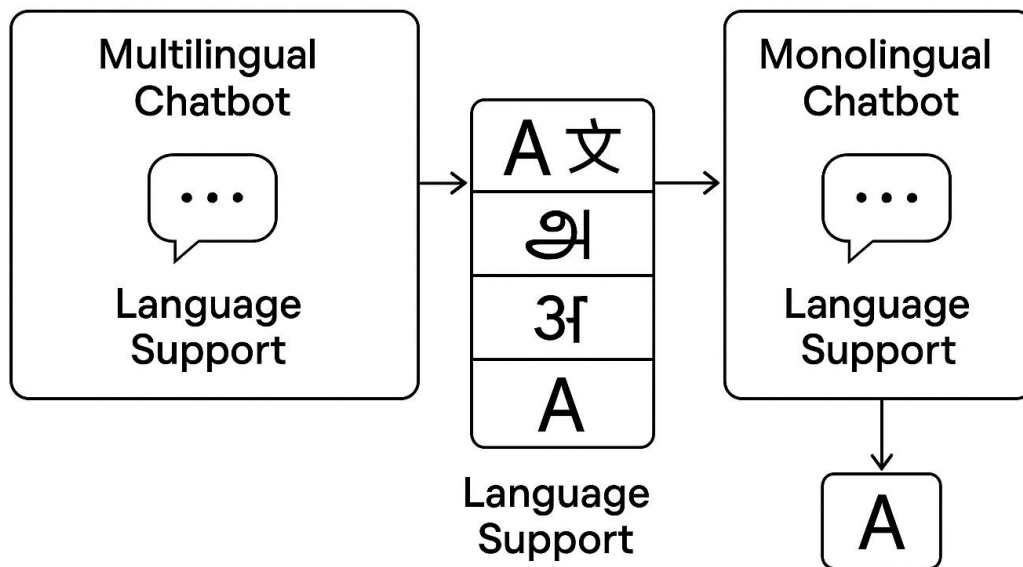 Multilingual
Chatbot
Language
Support
A 文
அ
अ
A
Language
Support
Monolingual
Chatbot
Language
Support
A